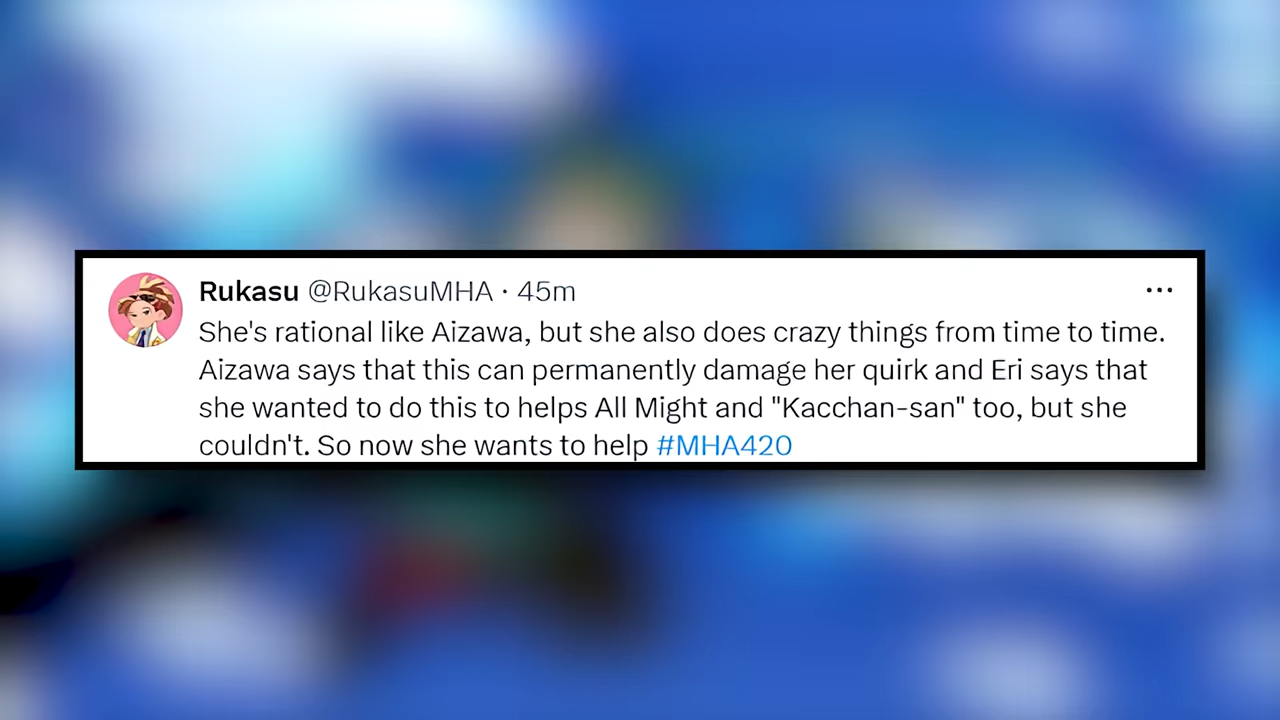 Rukasu @RukasuMHA · 45m
She's rational like Aizawa, but she also does crazy things from time to time.
Aizawa says that this can permanently damage her quirk and Eri says that
she wanted to do this to helps All Might and "Kacchan-san" too, but she
couldn't. So now she wants to help #MHA420